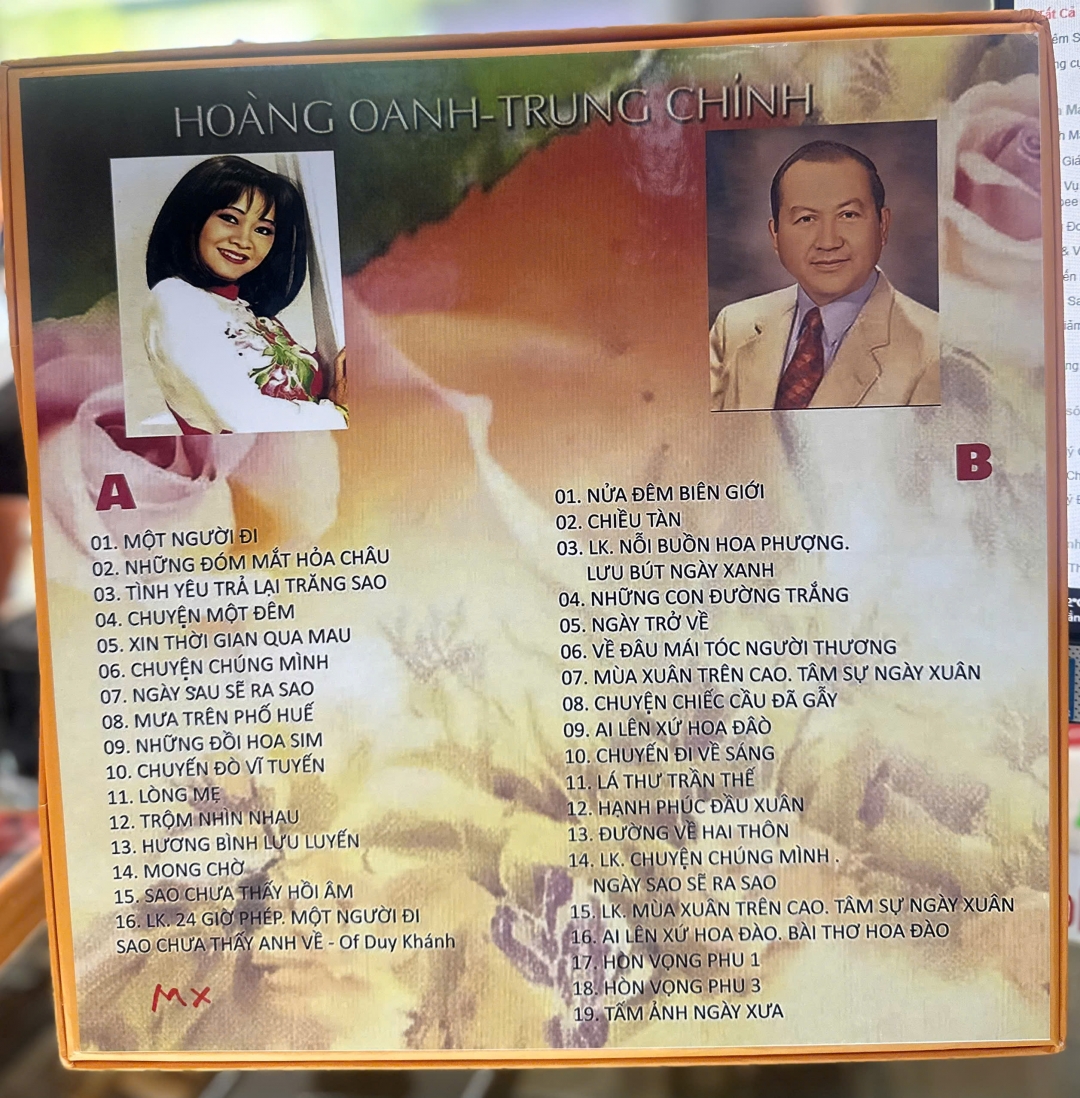 HOÀNG OANH-TRUNG CHỈNH
A
01. MỘT NGƯỜI ĐI
02. NHỮNG ĐÓM MẮT HỎA CHÂU
03. TÌNH YÊU TRẢ LẠI TRĂNG SAO
04. CHUYỆN MỘT ĐÊM
05. XIN THỜI GIAN QUA MAU
06. CHUYỆN CHÚNG MÌNH
07. NGÀY SAU SẼ RA SAO
08. MƯA TRÊN PHỐ HUẾ
09. NHỮNG ĐỒI HOA SIM
10. CHUYẾN ĐÒ VĨ TUYẾN
11. LÒNG MẸ
12. TRỘM NHÌN NHAU
13. HƯƠNG BÌNH LƯU LUYẾN
14. MONG CHỜ
15. SAO CHƯA THẤY HỒI ÂM
16. LK. 24 GIỜ PHÉP. MỘT NGƯỜI ĐI
SAO CHƯA THẤY ANH VỀ - Of Duy Khánh
MX
B
01. NỬA ĐÊM BIÊN GIỚI
02. CHIỀU TÀN
03. LK. NỖI BUỒN HOA PHƯỢNG.
LƯU BÚT NGÀY XANH
04. NHỮNG CON ĐƯỜNG TRẮNG
05. NGÀY TRỞ VỀ
06. VỀ ĐÂU MÁI TÓC NGƯỜI THƯƠNG
07. MÙA XUÂN TRÊN CAO. TÂM SỰ NGÀY XUÂN
08. CHUYỆN CHIẾC CẦU ĐÃ GẪY
09. AI LÊN XỨ HOA ĐÂÒ
10. CHUYẾN ĐI VỀ SÁNG
11. LÁ THƯ TRẦN THẾ
12. HẠNH PHÚC ĐẦU XUÂN
13. ĐƯỜNG VỀ HAI THÔN
14. LK. CHUYỆN CHÚNG MÌNH .
NGÀY SAO SẼ RA SAO
15. LK. MÙA XUÂN TRÊN CAO. TÂM SỰ NGÀY XUÂN
16. AI LÊN XỨ HOA ĐÀO. BÀI THƠ HOA ĐÀO
17. HÒN VỌNG PHU 1
18. HÒN VỌNG PHU 3
19. TẤM ẢNH NGÀY XƯA